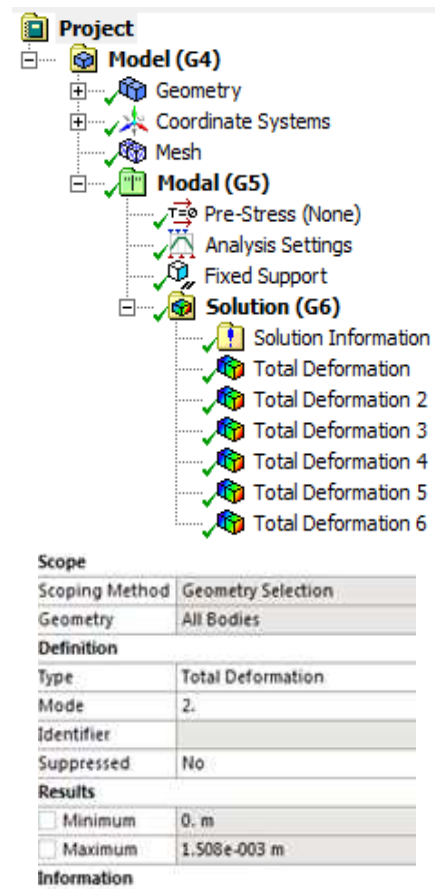 Project
Model (G4)
Geometry
Coordinate Systems
Mesh
Modal (G5)
T=0 Pre-Stress (None)
Analysis Settings
Fixed Support
Solution (G6)
Solution Information
Total Deformation
Total Deformation 2
Total Deformation 3
Total Deformation 4
Total Deformation 5
Total Deformation 6
Scope
Scoping Method Geometry Selection
Geometry All Bodies
Definition
Type Total Deformation
Mode 2.
Identifier
Suppressed No
Results
Minimum 0. m
Maximum 1.508e-003 m
Information